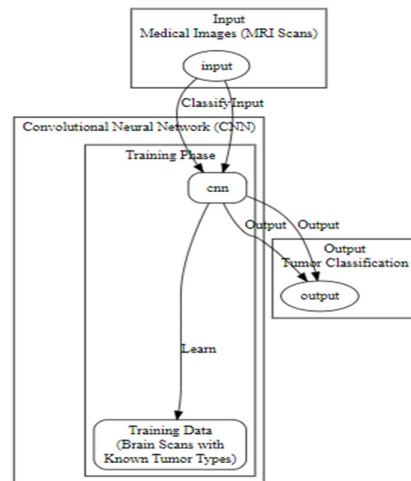 Input
Medical Images (MRI Scans)
input
Classify
Input
Convolutional Neural Network (CNN)
Training Phase
cnn
Output
Output
Output
Tumor Classification
output
Learn
Training Data
(Brain Scans with
Known Tumor Types)